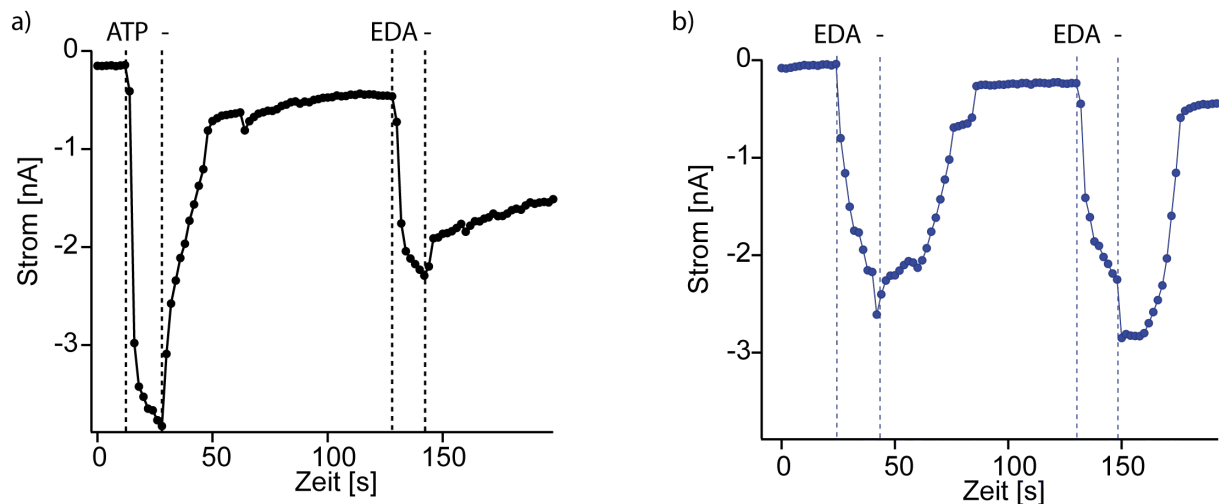 a)
ATP - EDA -
0
-1
-2
-3
Strom [nA]
0 50 100 150
Zeit [s]
b)
EDA - EDA -
0
-1
-2
-3
Strom [nA]
0 50 100 150
Zeit [s]